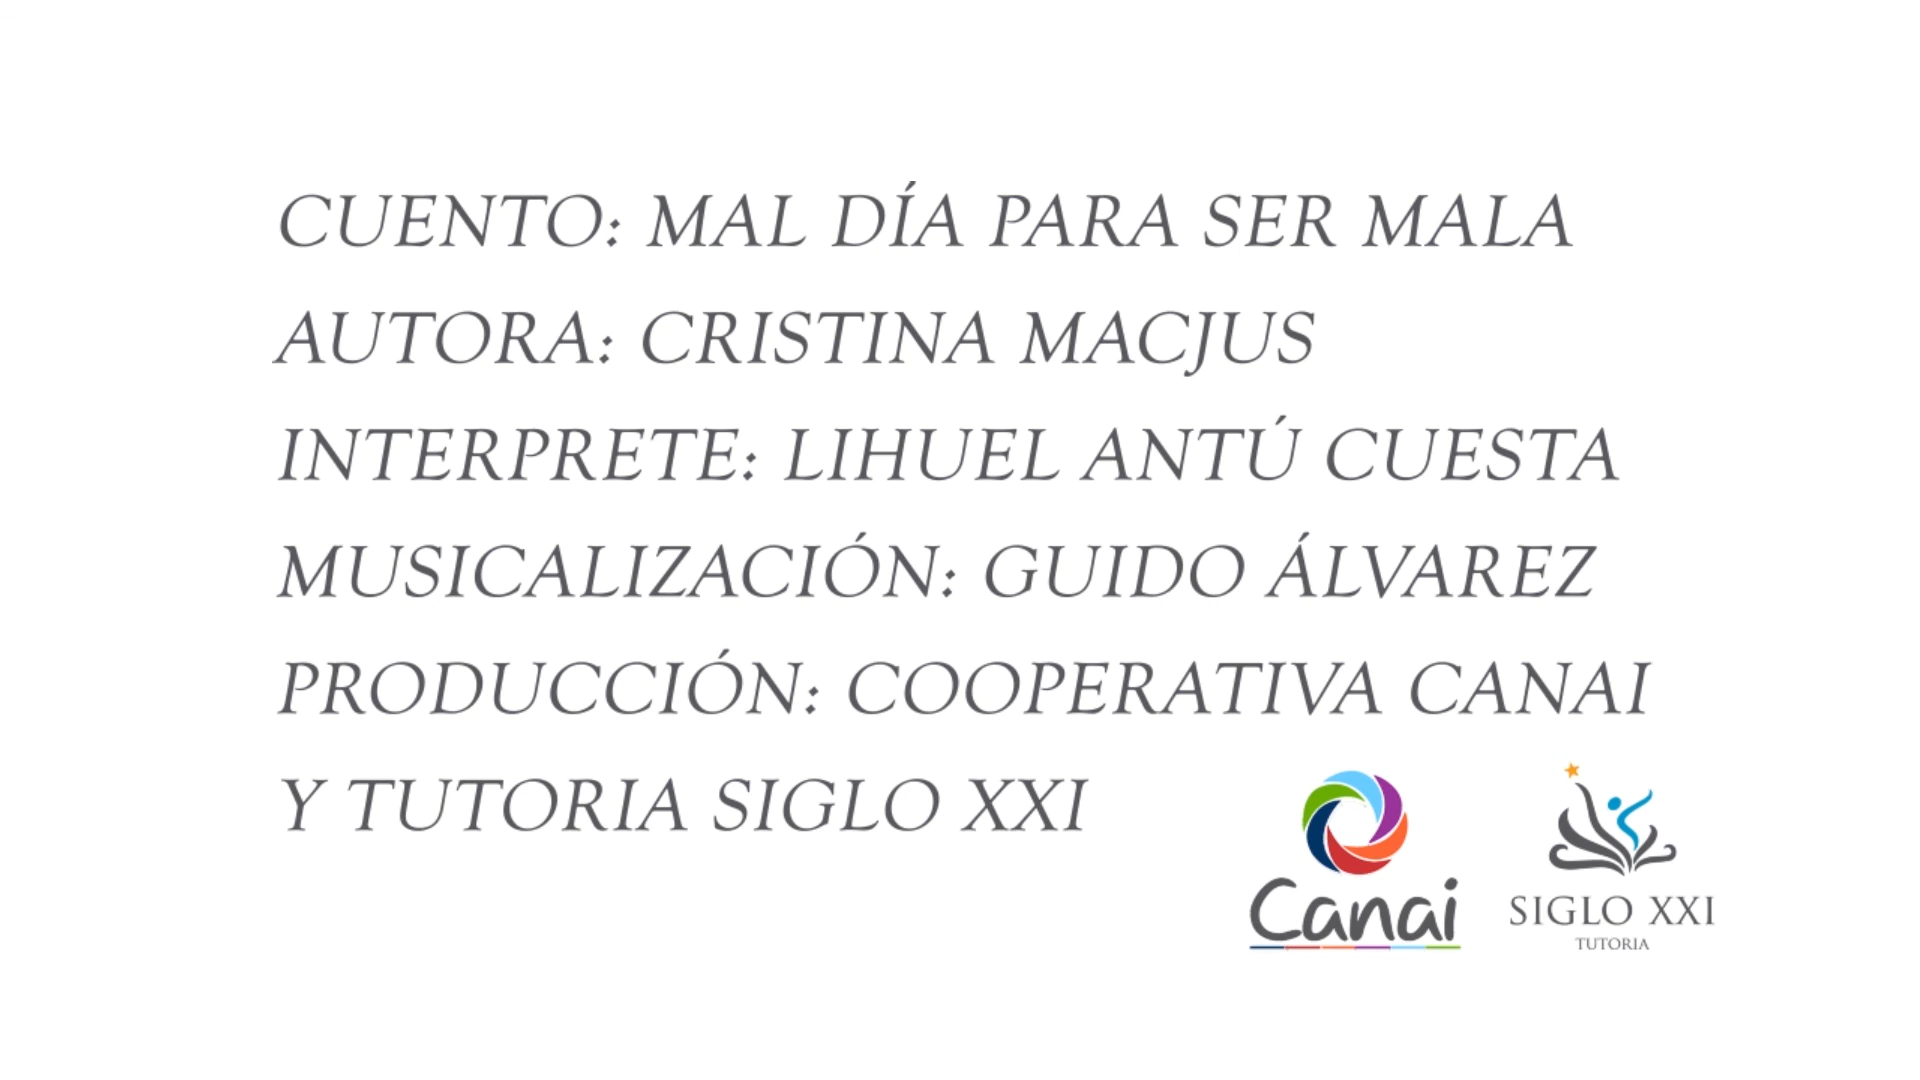 CUENTO: MAL DÍA PARA SER MALA
AUTORA: CRISTINA MACJUS
INTERPRETE: LIHUEL ANTÚ CUESTA
MUSICALIZACIÓN: GUIDO ÁLVAREZ
PRODUCCIÓN: COOPERATIVA CANAI
Y TUTORIA SIGLO XXI
Canai
SIGLO XXI
TUTORIA